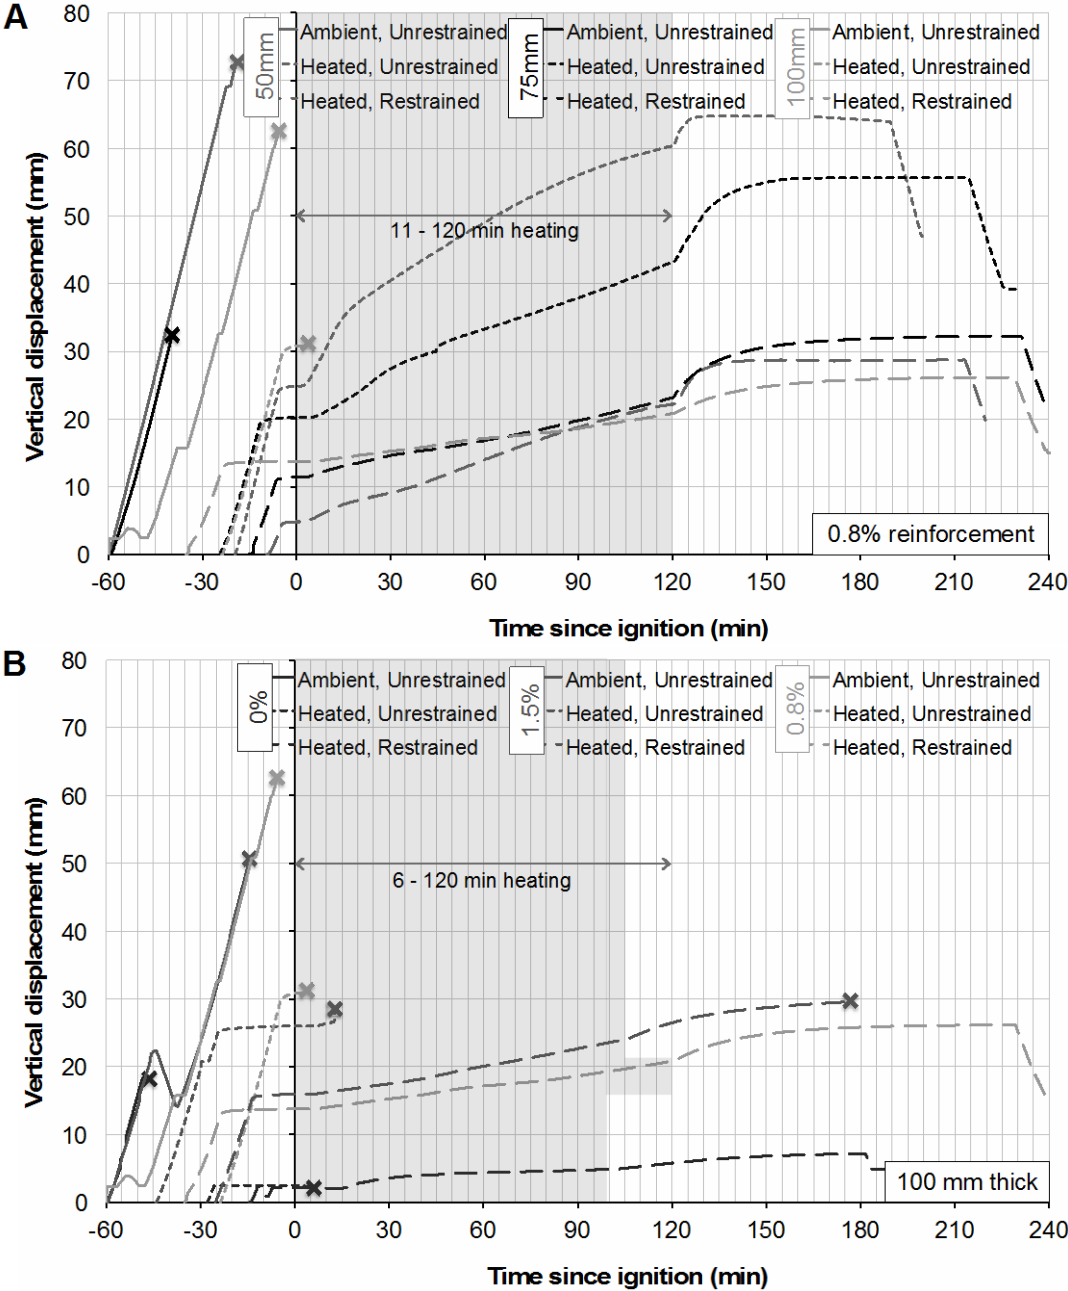 A
80
70
60
50
40
30
20
10
0
Vertical displacement (mm)
50mm
Ambient, Unrestrained
Heated, Unrestrained
Heated, Restrained
75mm
Ambient, Unrestrained
Heated, Unrestrained
Heated, Restrained
100mm
Ambient, Unrestrained
Heated, Unrestrained
Heated, Restrained
11 - 120 min heating
0.8% reinforcement
-60 -30 0 30 60 90 120 150 180 210 240
Time since ignition (min)
B
80
70
60
50
40
30
20
10
0
Vertical displacement (mm)
0%
Ambient, Unrestrained
Heated, Unrestrained
Heated, Restrained
1.5%
Ambient, Unrestrained
Heated, Unrestrained
Heated, Restrained
0.8%
Ambient, Unrestrained
Heated, Unrestrained
Heated, Restrained
6 - 120 min heating
100 mm thick
-60 -30 0 30 60 90 120 150 180 210 240
Time since ignition (min)